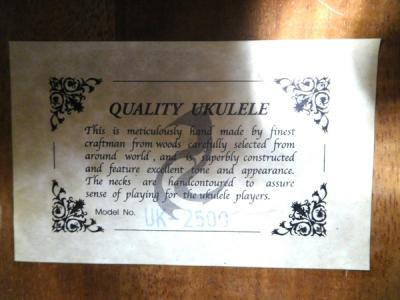 QUALITY UKULELE
This is meticulously hand made by finest
craftman from woods carefully selected from
around world , and is superbly constructed
and feature excellent tone and appearance.
The necks are handcontoured to assure
sense of playing for the ukulele players.
Model No. UK 2500